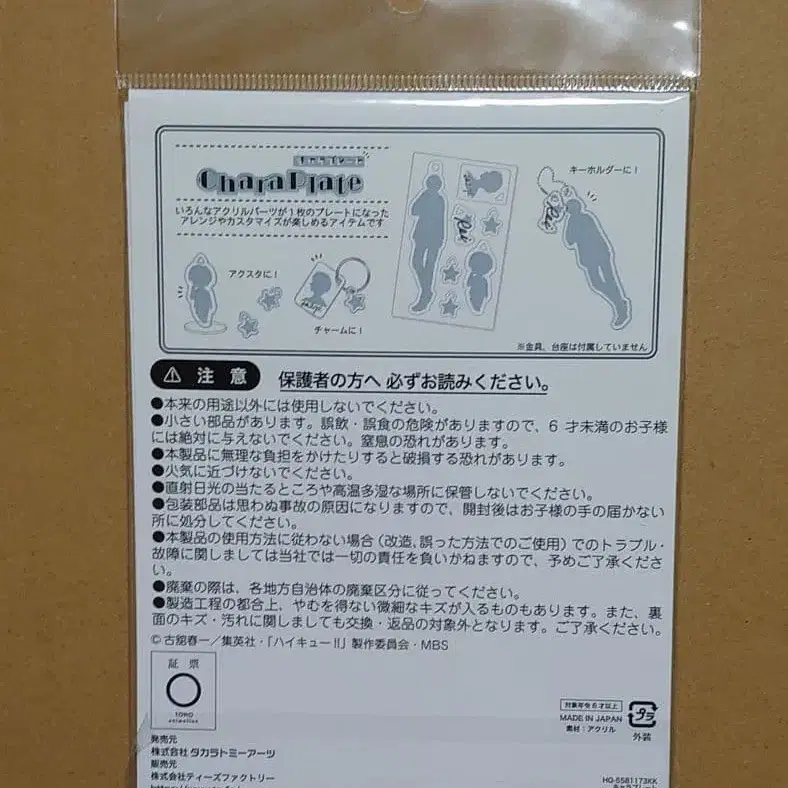 キャラプレート
CharaPlate
いろんなアクリルパーツが1枚のプレートになった
アレンジやカスタマイズが楽しめるアイテムです
アクスタに!
チャームに!
キーホルダーに!
Rei
Rei
※金具、台座は付属していません
⚠ 注意 保護者の方へ 必ずお読みください。
●本来の用途以外には使用しないでください。
●小さい部品があります。誤飲・誤食の危険がありますので、6 才未満のお子様
には絶対に与えないでください。窒息の恐れがあります。
●本製品に無理な負担をかけたりすると破損する恐れがあります。
●火気に近づけないでください。
●直射日光の当たるところや高温多湿な場所に保管しないでください。
●包装部品は思わぬ事故の原因になりますので、開封後はお子様の手の届かない
所に処分してください。
●本製品の使用方法に従わない場合(改造、誤った方法でのご使用)でのトラブル・
故障に関しましては当社では一切の責任を負いかねますので、予めご了承くださ
い。
●廃棄の際は、各地方自治体の廃棄区分に従ってください。
●製造工程の都合上、やむを得ない微細なキズが入るものもあります。また、裏
面のキズ・汚れに関しましても交換・返品の対象外となります。ご了承ください。
©古舘春一/集英社・「ハイキューII」製作委員会・MBS
証票
TOHO
animation
発売元
株式会社 タカラトミーアーツ
販売元
株式会社ティーズファクトリー
対象年令6才以上
MADE IN JAPAN
素材:アクリル
プラ
外装
HQ-5581173KK
キャラプレート